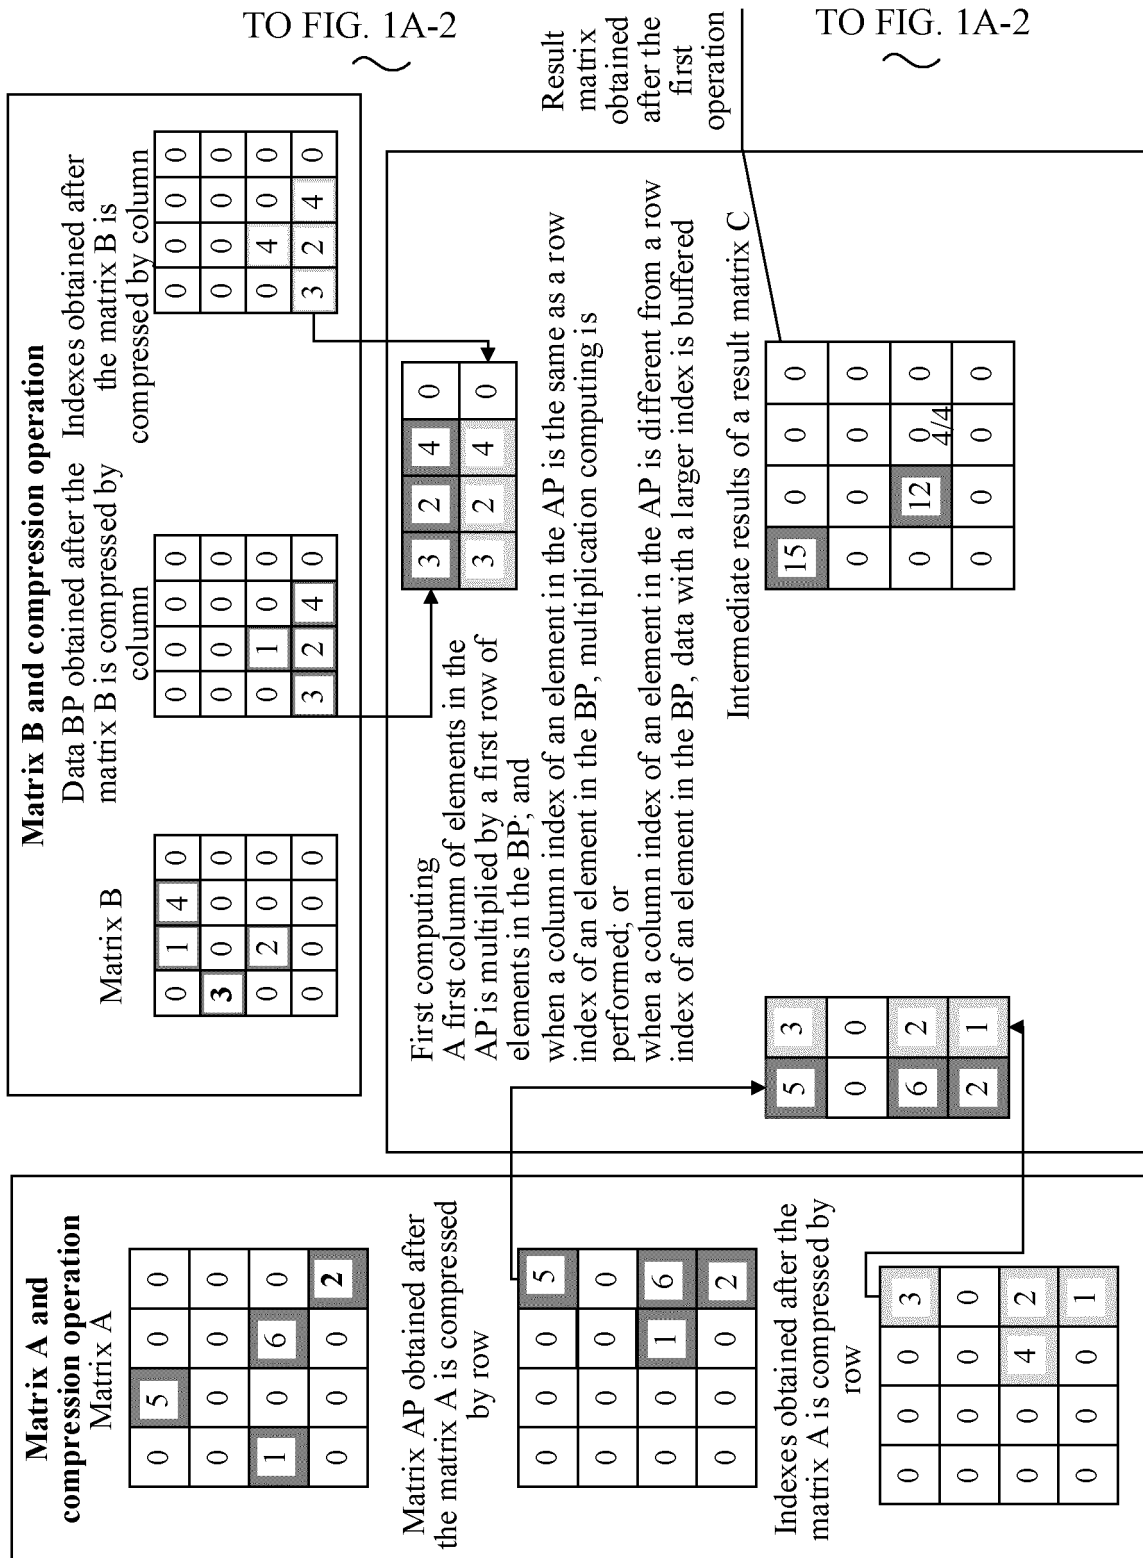 Matrix A and
compression operation
Matrix A
0 5 0 0
0 0 0 0
1 0 6 0
0 0 0 2
Matrix AP obtained after
the matrix A is compressed
by row
0 0 0 5
0 0 0 0
0 0 1 6
0 0 0 2
Indexes obtained after the
matrix A is compressed by
row
0 0 0 3
0 0 0 0
0 0 4 2
0 0 0 1
Matrix B and compression operation
Matrix B
0 1 4 0
3 0 0 0
0 2 0 0
0 0 0 0
Data BP obtained after the
matrix B is compressed by
column
0 0 0 0
0 0 0 0
0 1 0 0
3 2 4 0
Indexes obtained after
the matrix B is
compressed by column
0 0 0 0
0 0 0 0
0 4 0 0
3 2 4 0
3 2 4 0
3 2 4 0
First computing
A first column of elements in the
AP is multiplied by a first row of
elements in the BP; and
when a column index of an element in the AP is the same as a row
index of an element in the BP, multiplication computing is
performed; or
when a column index of an element in the AP is different from a row
index of an element in the BP, data with a larger index is buffered
Intermediate results of a result matrix C
5 3
0 0
6 2
2 1
15 0 0 0
0 0 0 0
0 12 0 0
4/4
0 0 0 0
Result
matrix
obtained
after the
first
operation
TO FIG. 1A-2
TO FIG. 1A-2